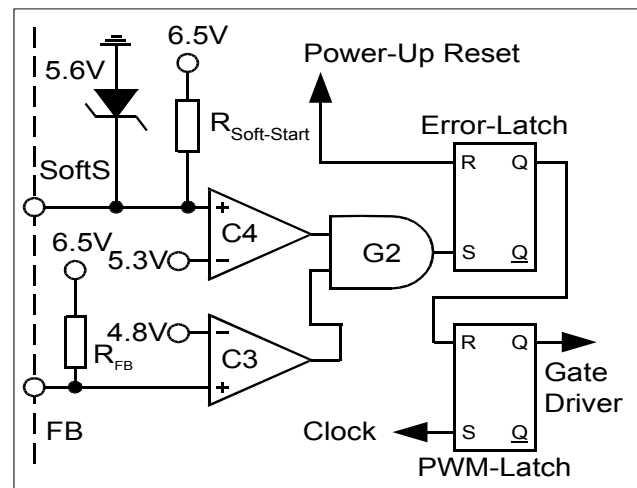 6.5V
5.6V
Power-Up Reset
R Soft-Start
Error-Latch
SoftS
R Q
+
C4
6.5V
G2
5.3V
-
S Q
4.8V
-
C3
R Q
R FB
+
Gate
Driver
FB
Clock
S Q
PWM-Latch